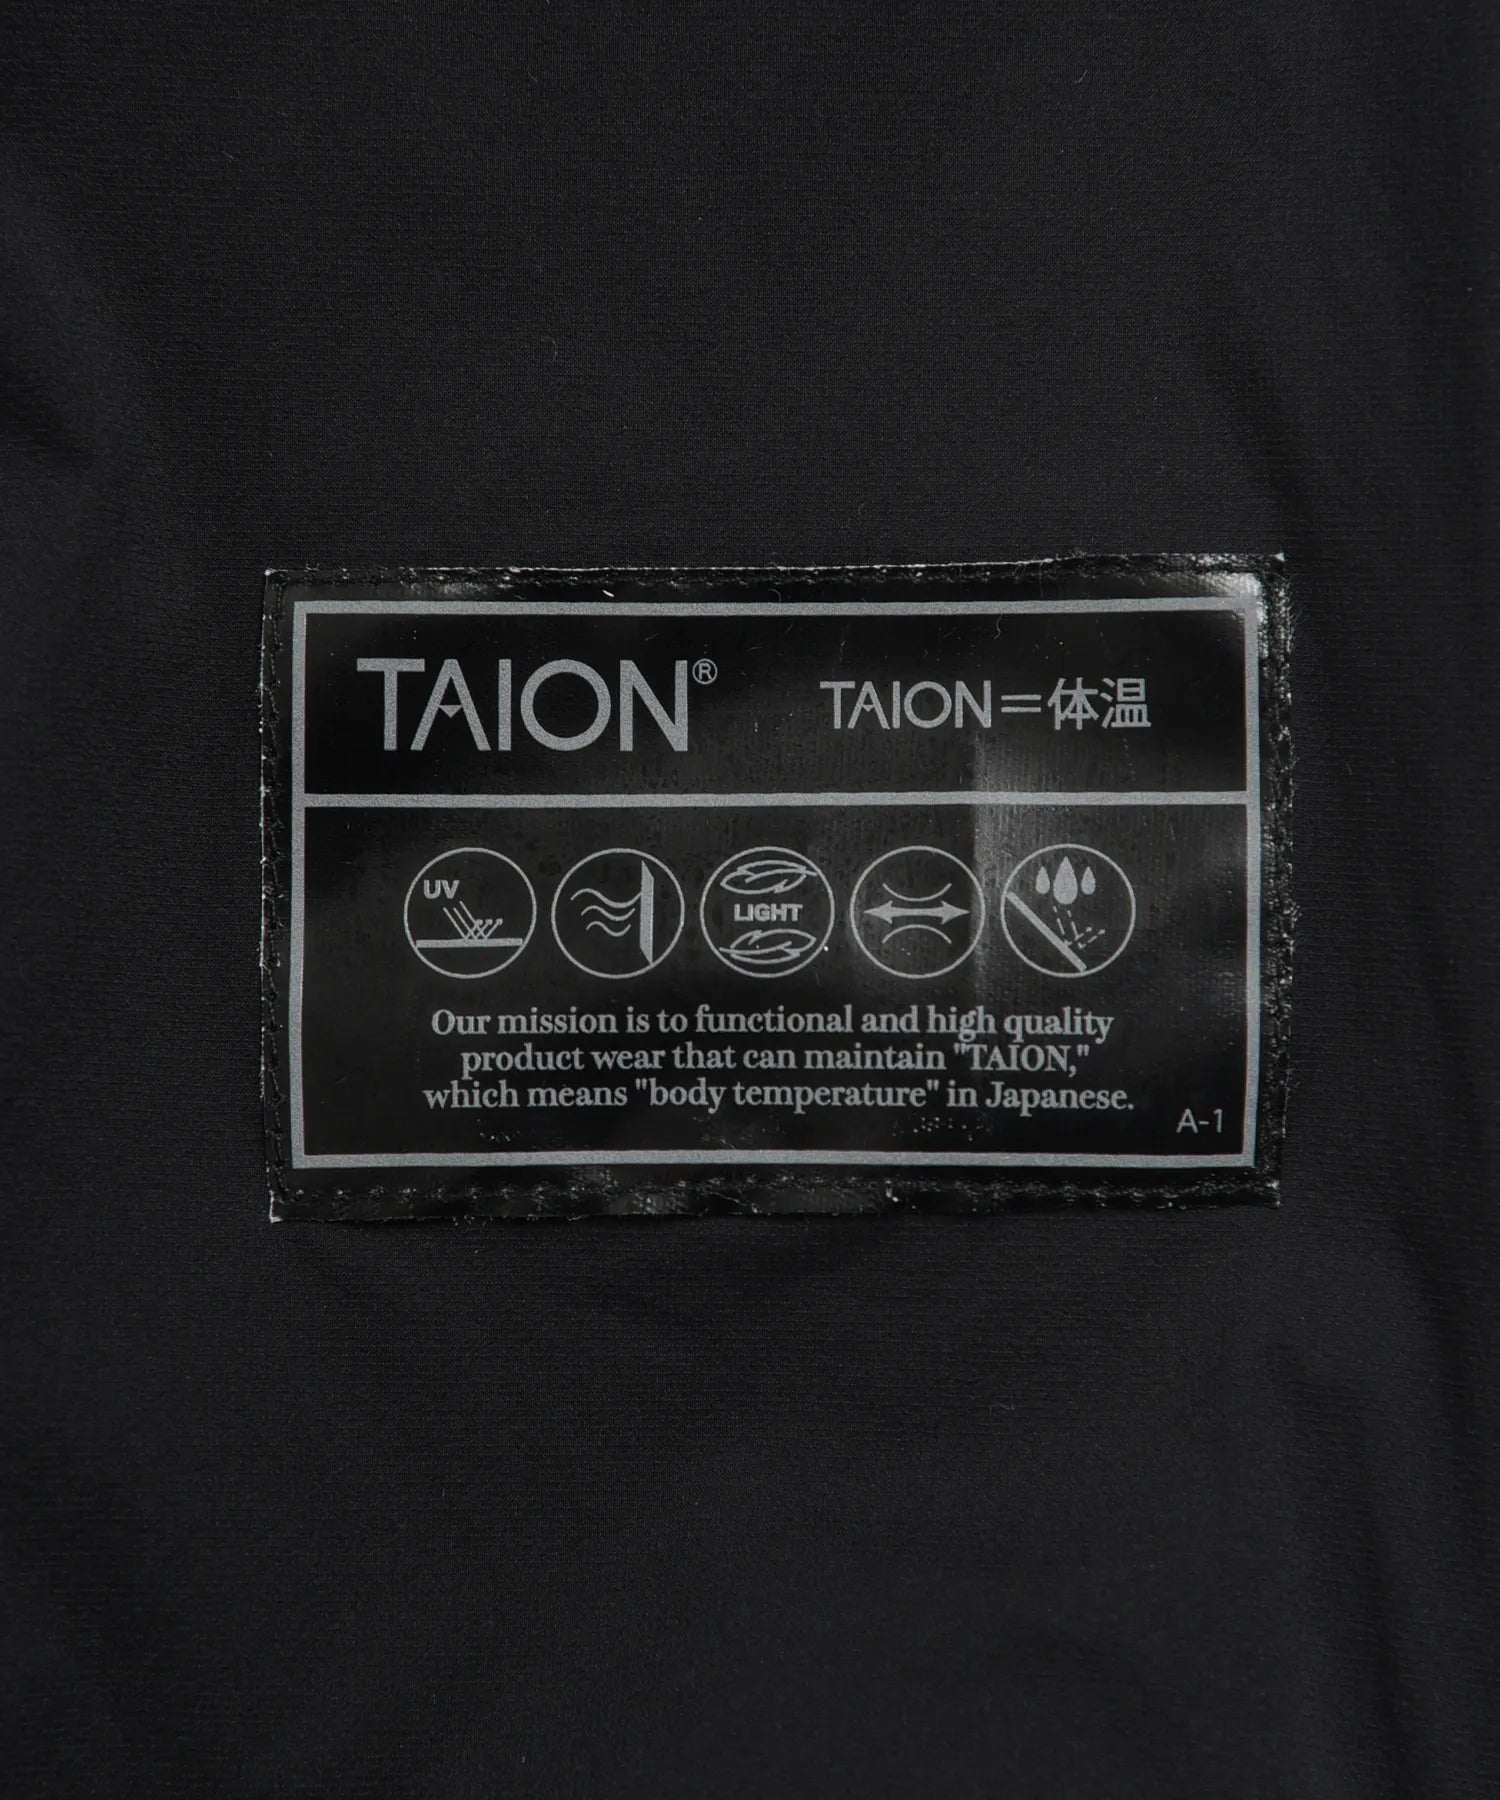 TAION® TAION=体温
UV
LIGHT
Our mission is to functional and high quality
product wear that can maintain "TAION,"
which means "body temperature" in Japanese.
A-1